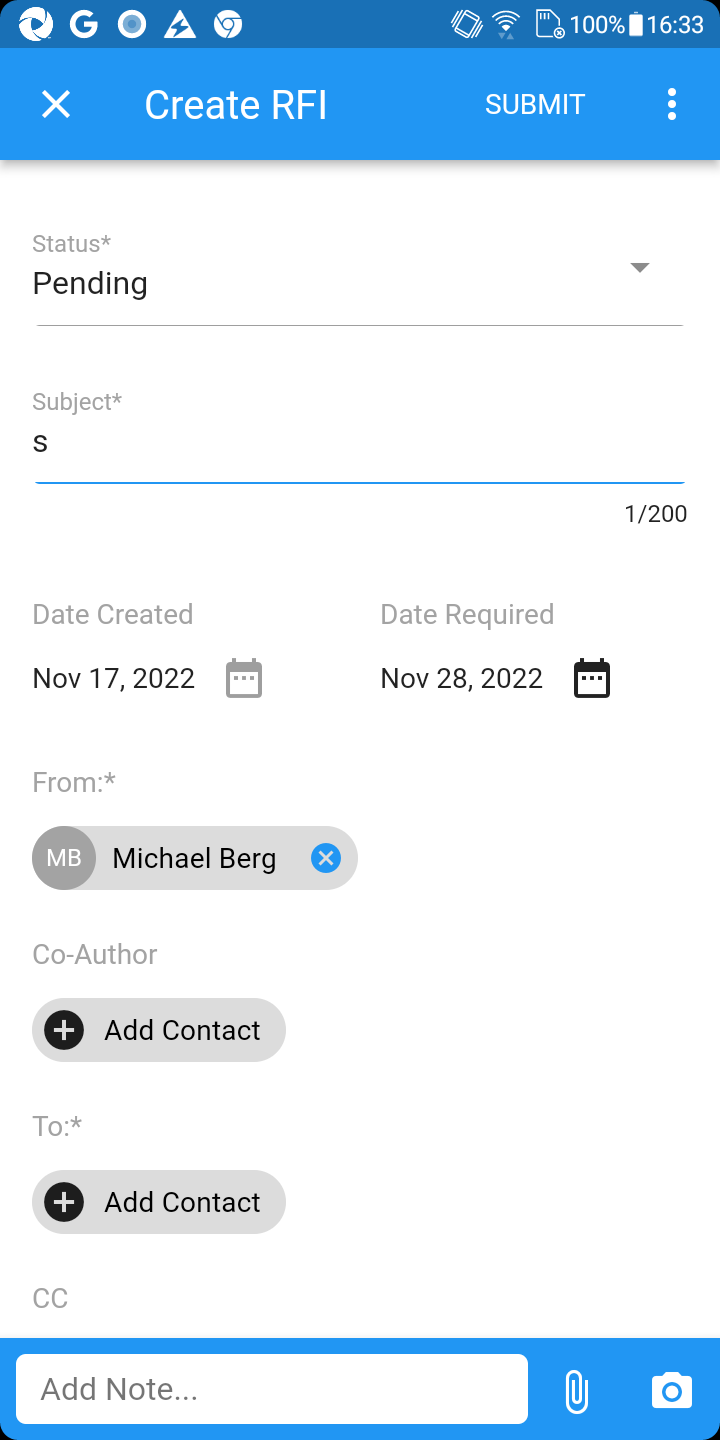 100% 16:33
Create RFI SUBMIT
Status*
Pending
Subject*
s
1/200
Date Created Date Required
Nov 17, 2022 Nov 28, 2022
From:*
MB Michael Berg
Co-Author
Add Contact
To:*
Add Contact
CC
Add Note...